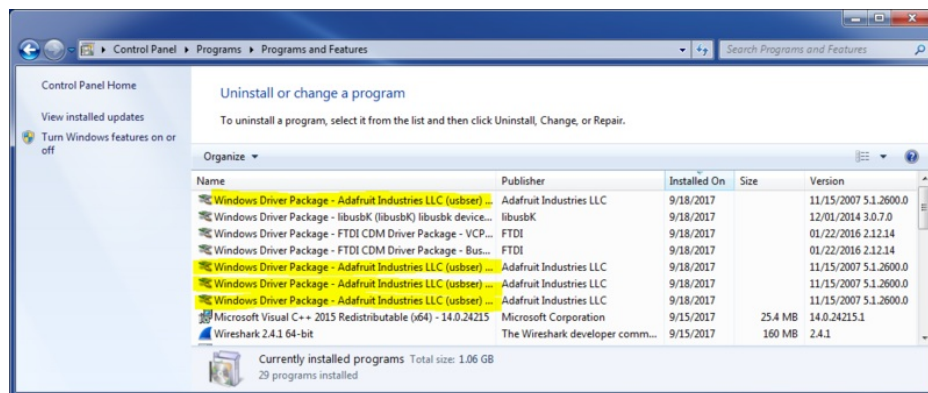 Control Panel ▸ Programs ▸ Programs and Features
Search Programs and Features
Control Panel Home
View installed updates
Turn Windows features on or
off
Uninstall or change a program
To uninstall a program, select it from the list and then click Uninstall, Change, or Repair.
Organize
Name Publisher Installed On Size Version
Windows Driver Package - Adafruit Industries LLC (usbser) ... Adafruit Industries LLC 9/18/2017 11/15/2007 5.1.2600.0
Windows Driver Package - libusbK (libusbK) libusbk device... libusbK 9/18/2017 12/01/2014 3.0.7.0
Windows Driver Package - FTDI CDM Driver Package - VCP... FTDI 9/18/2017 01/22/2016 2.12.14
Windows Driver Package - FTDI CDM Driver Package - Bus... FTDI 9/18/2017 01/22/2016 2.12.14
Windows Driver Package - Adafruit Industries LLC (usbser) ... Adafruit Industries LLC 9/18/2017 11/15/2007 5.1.2600.0
Windows Driver Package - Adafruit Industries LLC (usbser) ... Adafruit Industries LLC 9/18/2017 11/15/2007 5.1.2600.0
Windows Driver Package - Adafruit Industries LLC (usbser) ... Adafruit Industries LLC 9/18/2017 11/15/2007 5.1.2600.0
Microsoft Visual C++ 2015 Redistributable (x64) - 14.0.24215 Microsoft Corporation 9/15/2017 25.4 MB 14.0.24215.1
Wireshark 2.4.1 64-bit The Wireshark developer comm... 9/15/2017 160 MB 2.4.1
Currently installed programs Total size: 1.06 GB
29 programs installed